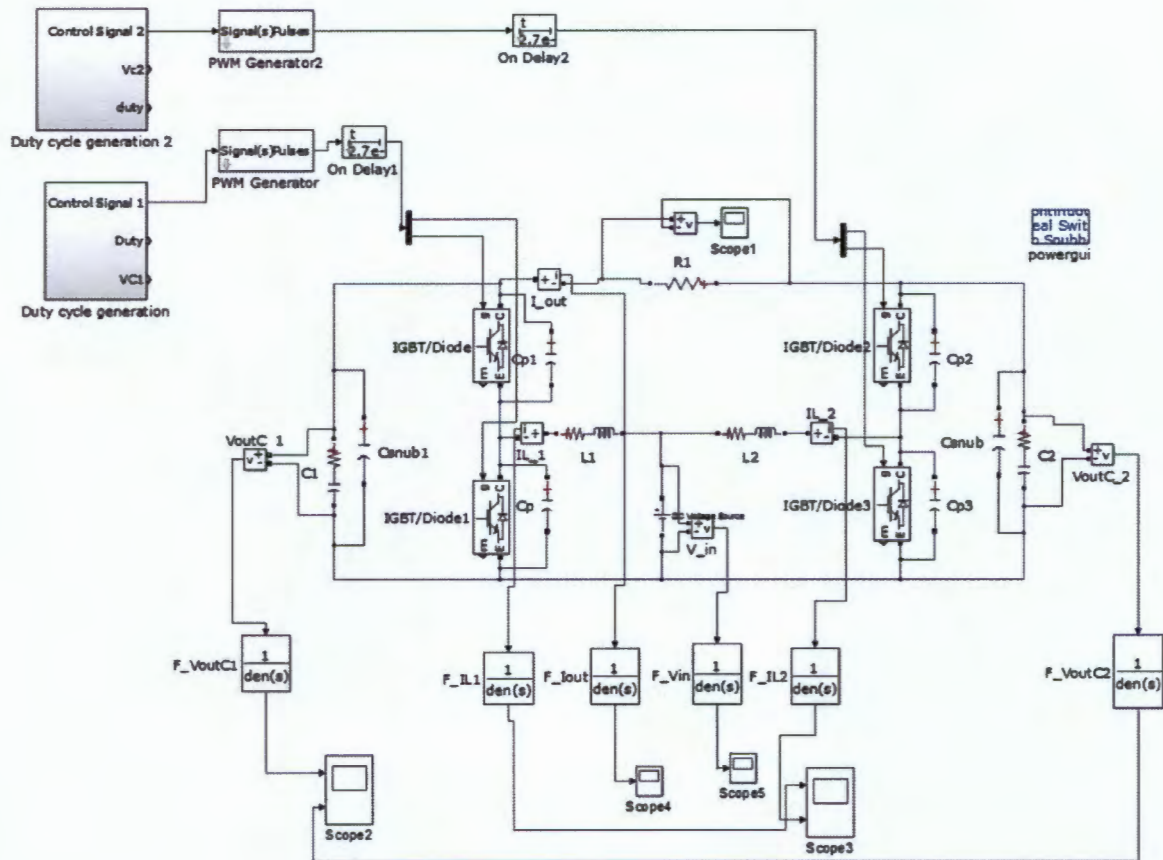 Control Signal 2
Vc2
duty
Duty cycle generation 2
Signal(s)Pulses
PWM Generator2
t
2.7e-
On Delay2
Control Signal 1
Duty
VC1
Duty cycle generation
Signal(s)Pulses
PWM Generator
t
2.7e-
On Delay1
+
-
v
Scope1
powergui
R1
+ - i
I_out
g C
IGBT/Diode
m E
Cp1
g C
IGBT/Diode2
m E
Cp2
VoutC_1
v + -
C1
Csnub1
i - +
IL_1
L1
L2
IL_2
+ - i
Csnub
C2
+ - v
VoutC_2
g C
IGBT/Diode1
m E
Cp
Voltage Source
+ - v
V_in
g C
IGBT/Diode3
m E
Cp3
F_VoutC1
1
den(s)
F_IL1
1
den(s)
F_Iout
1
den(s)
F_Vin
1
den(s)
F_IL2
1
den(s)
F_VoutC2
1
den(s)
Scope2
Scope4
Scope5
Scope3